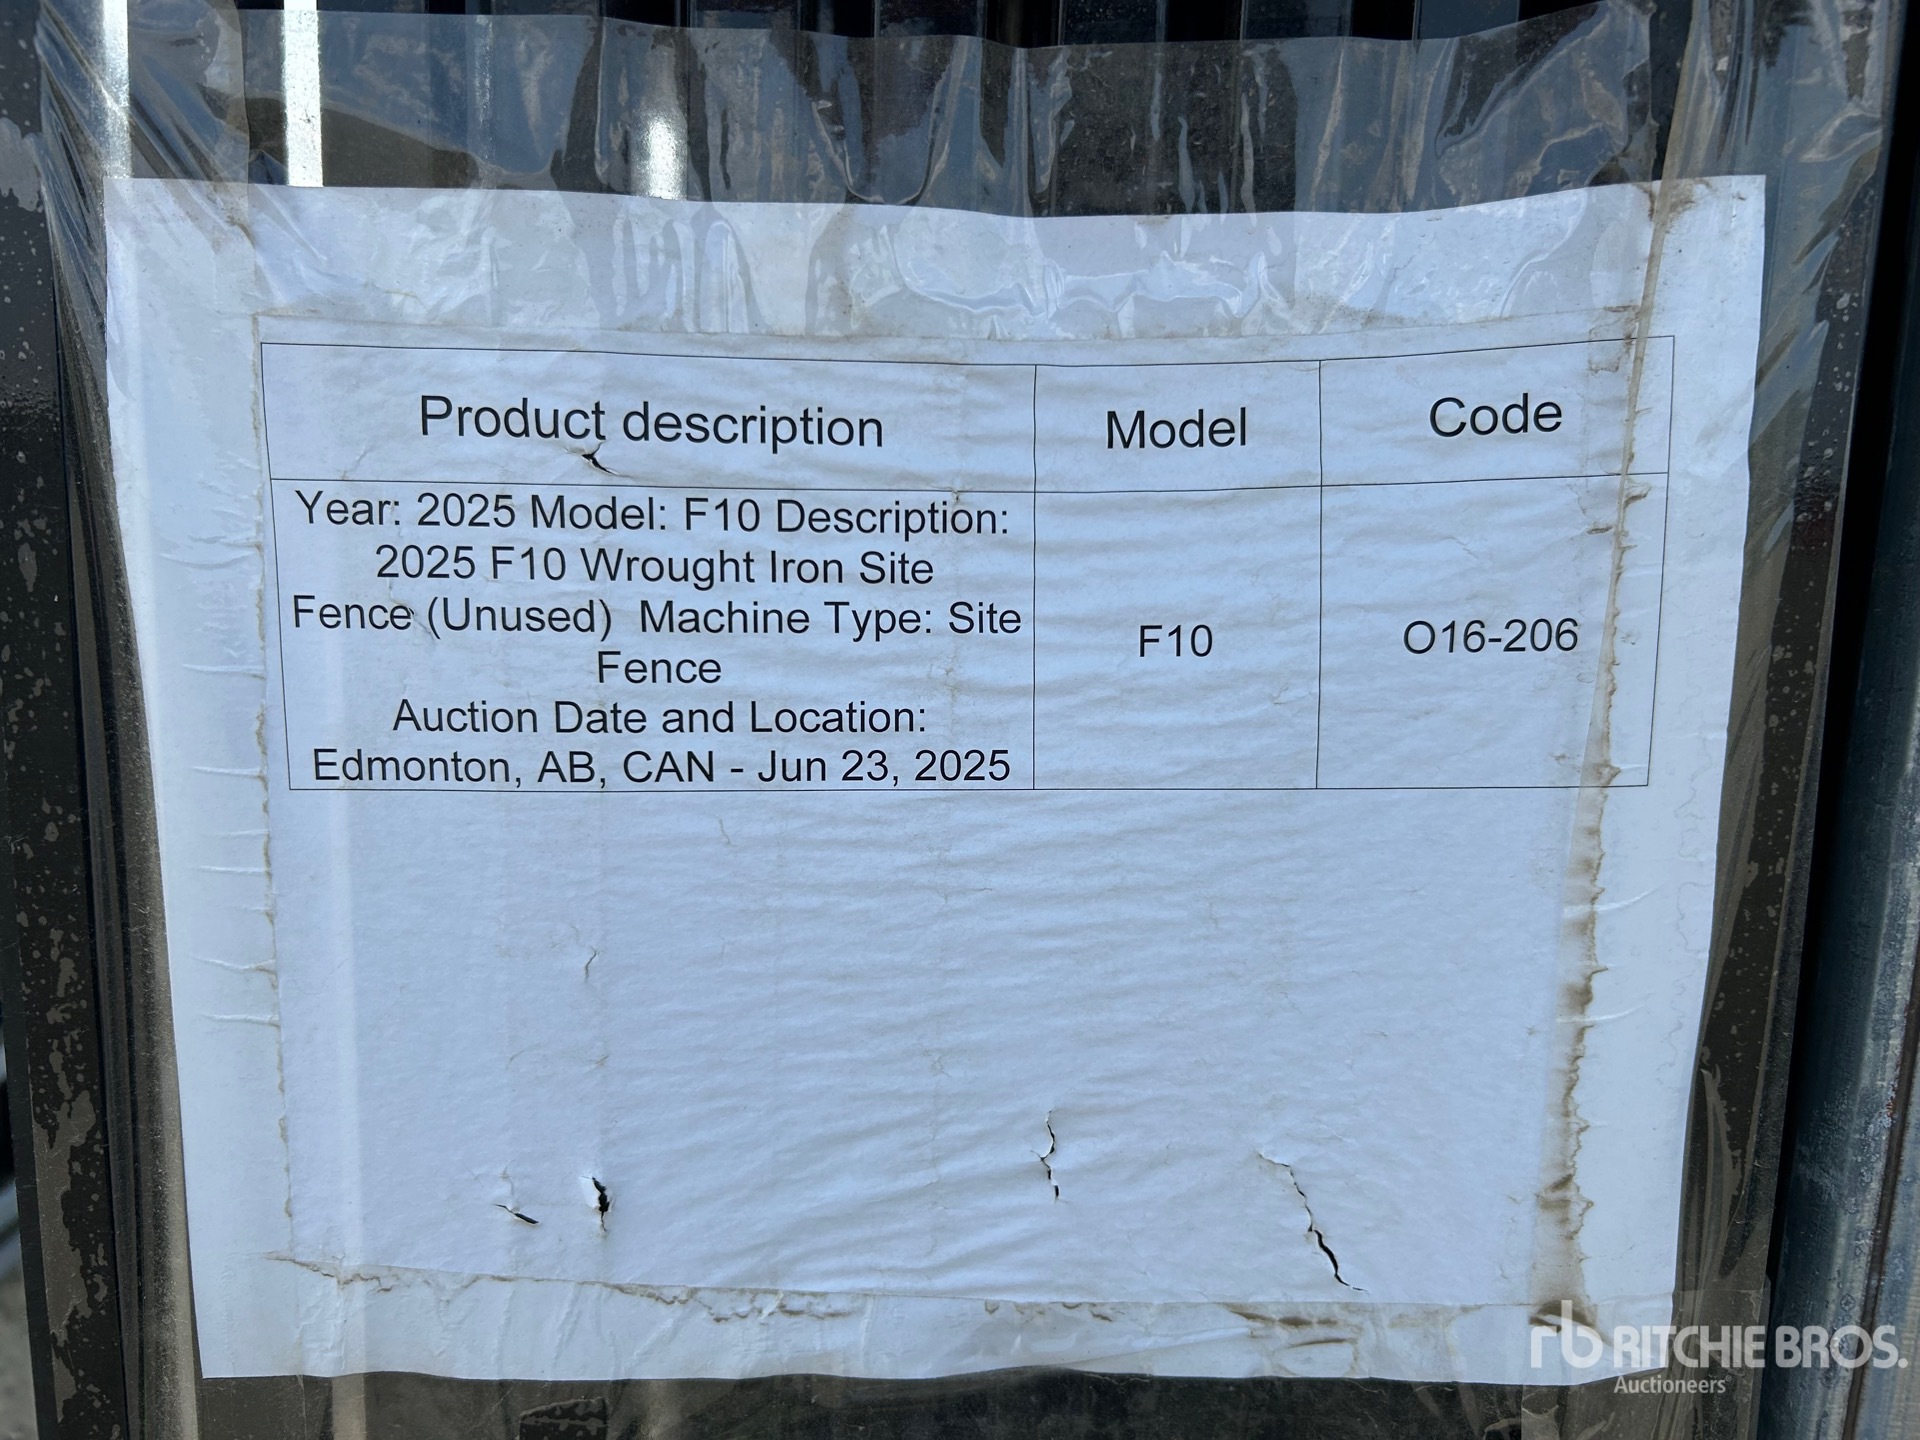 Product description Model Code
Year: 2025 Model: F10 Description:
2025 F10 Wrought Iron Site
Fence (Unused)  Machine Type: Site
Fence
Auction Date and Location:
Edmonton, AB, CAN - Jun 23, 2025
F10
O16-206
rb RITCHIE BROS.
Auctioneers